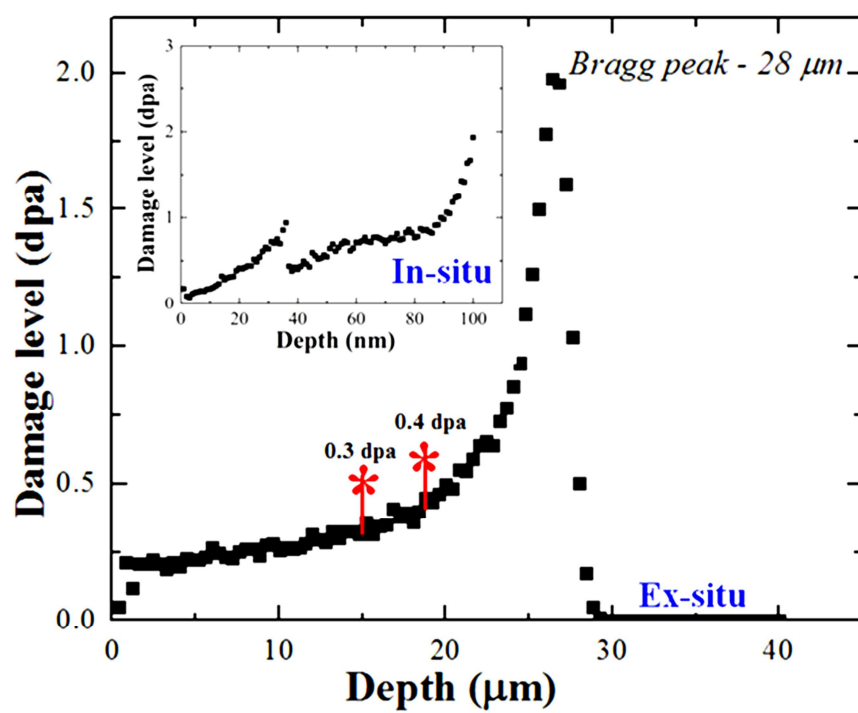 Bragg peak - 28 μm
Damage level (dpa)
2.0
1.5
1.0
0.5
0.0
0
10
20
30
40
Depth (μm)
Damage level (dpa)
3
2
1
0
0
20
40
60
80
100
Depth (nm)
In-situ
0.4 dpa
0.3 dpa
Ex-situ